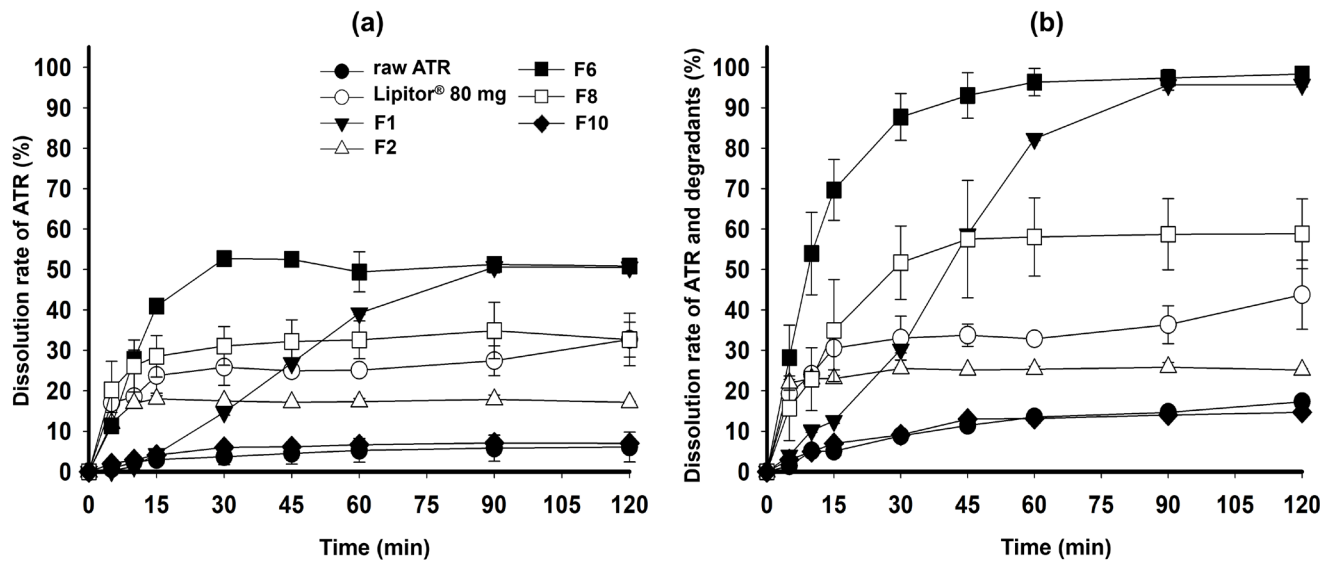 (a)
Dissolution rate of ATR (%)
100
90
80
70
60
50
40
30
20
10
0
0 15 30 45 60 75 90 105 120
Time (min)
raw ATR
Lipitor® 80 mg
F1
F2
F6
F8
F10
(b)
Dissolution rate of ATR and degradants (%)
100
90
80
70
60
50
40
30
20
10
0
0 15 30 45 60 75 90 105 120
Time (min)